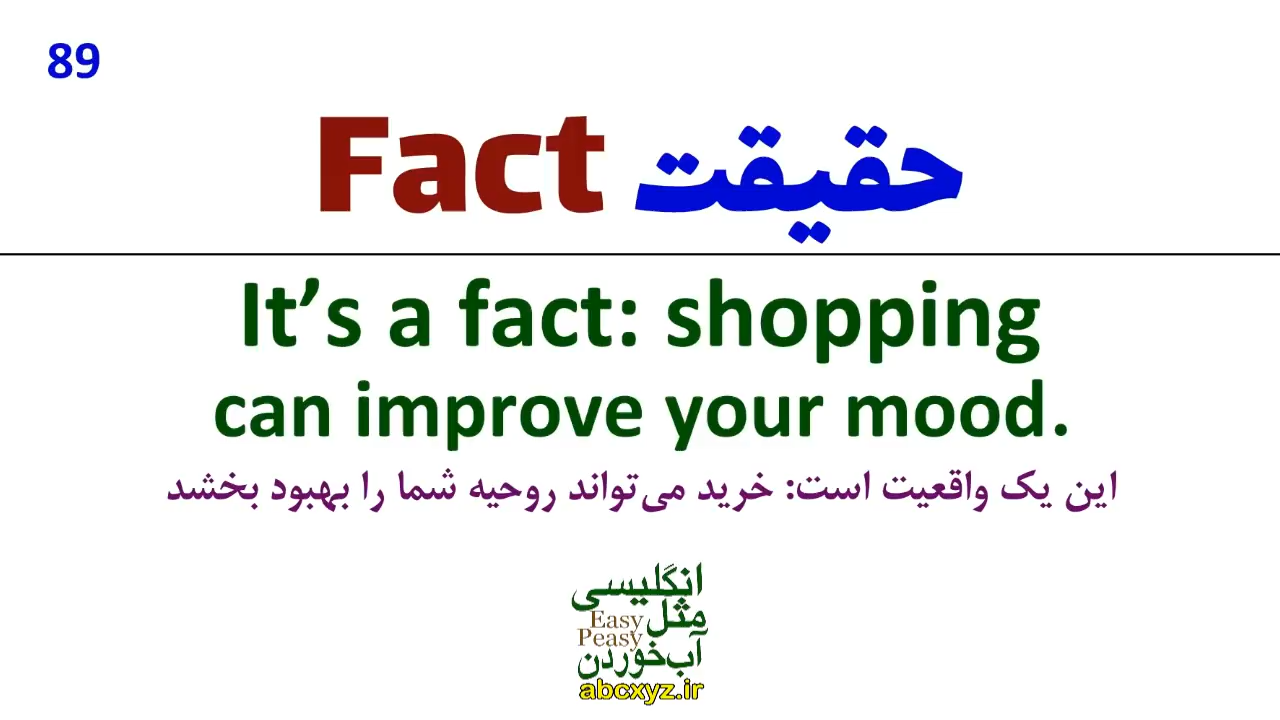 89
Fact حقیقت
It’s a fact: shopping
can improve your mood.
این یک واقعیت است: خرید می‌تواند روحیه شما را بهبود بخشد
انگلیسی
مثل Easy
Peasy
آب‌خوردن
abcxyz.ir